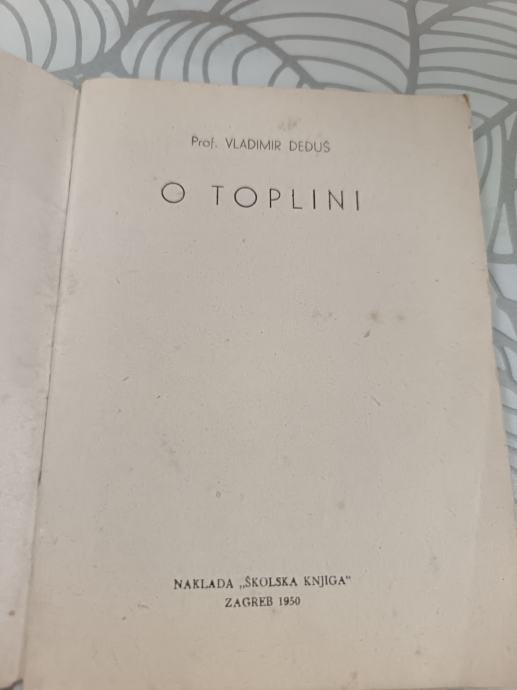 Prof. VLADIMIR DEDUŠ
O TOPLINI
NAKLADA „ŠKOLSKA KNJIGA“
ZAGREB 1950